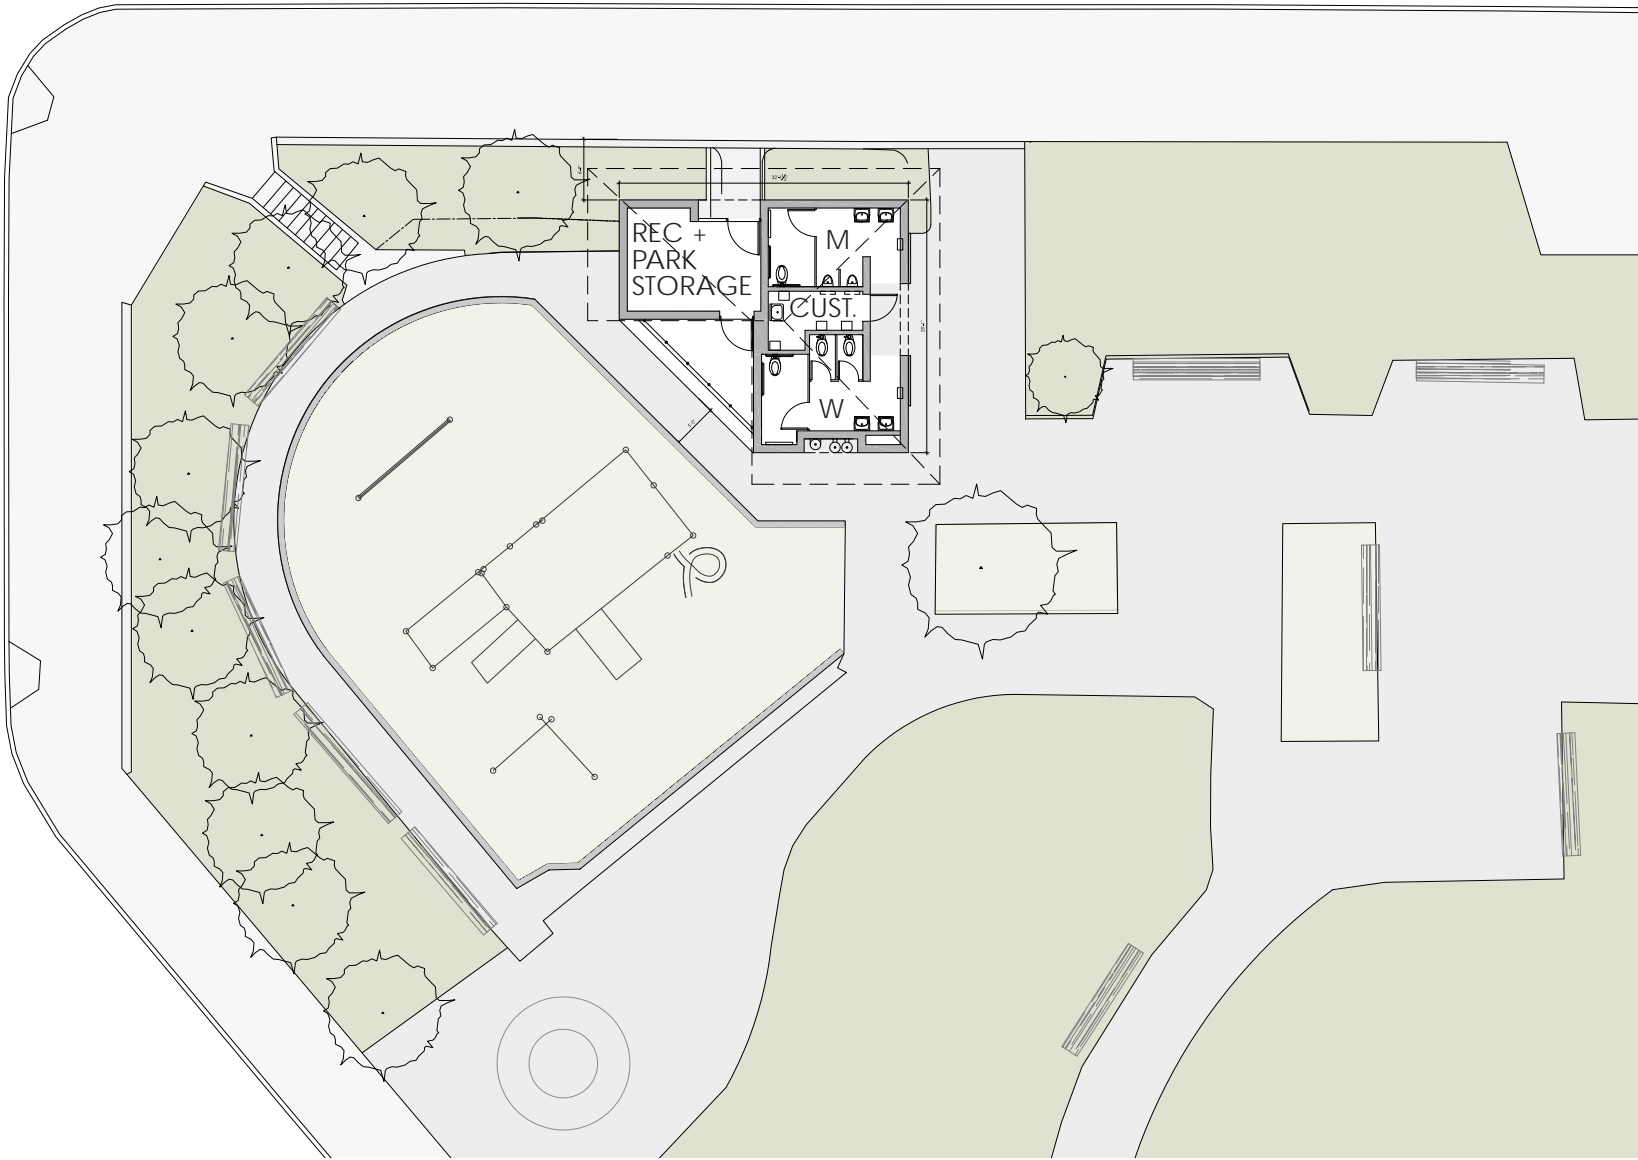 REC +
PARK
STORAGE
M
CUST.
W